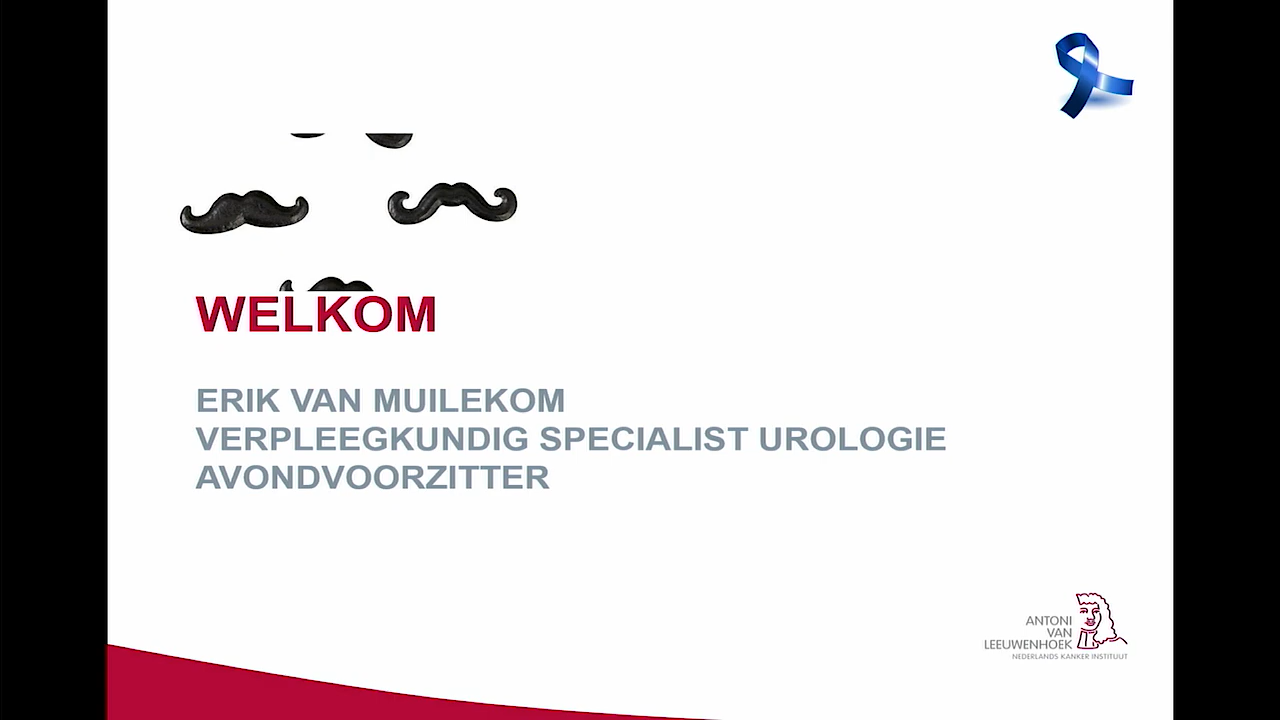 WELKOM
ERIK VAN MUILEKOM
VERPLEEGKUNDIG SPECIALIST UROLOGIE
AVONDVOORZITTER
ANTONI
VAN
LEEUWENHOEK
NEDERLANDS KANKER INSTITUUT